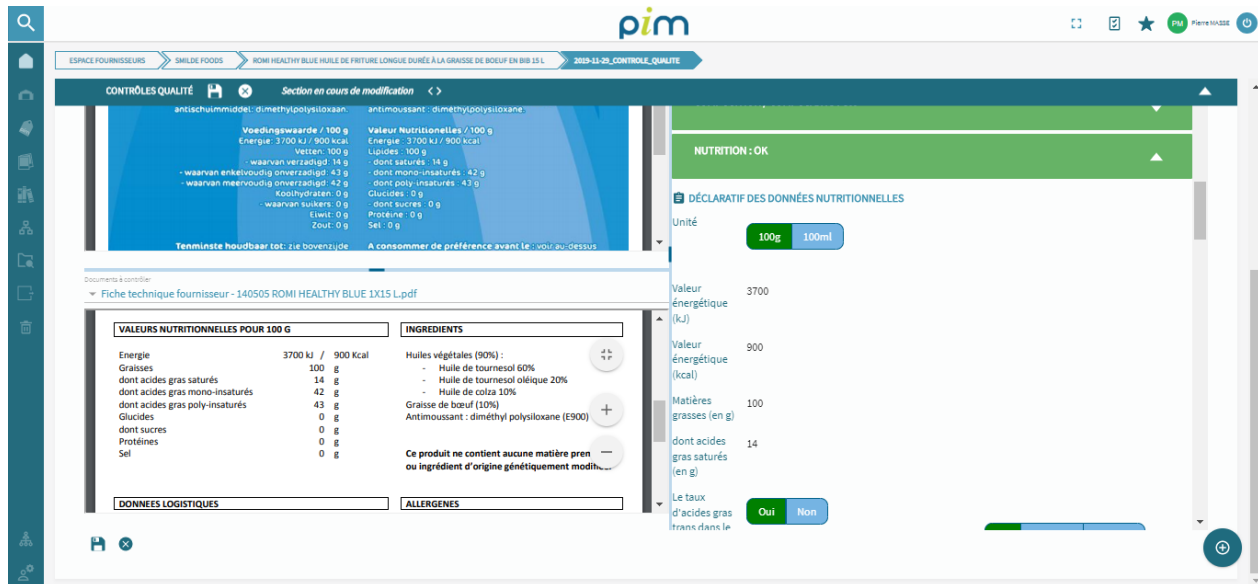 pim
PM Pierre MASSE
ESPACE FOURNISSEURS
SMILDE FOODS
ROMI HEALTHY BLUE HUILE DE FRITURE LONGUE DURÉE À LA GRAISSE DE BOEUF EN BIB 15 L
2019-11-29_CONTROLE_QUALITE
CONTRÔLES QUALITÉ
Section en cours de modification
antischuimmiddel: dimethylpolysiloxaan.
Voedingswaarde / 100 g
Energie: 3700 kJ / 900 kcal
Vetten: 100 g
- waarvan verzadigd: 14 g
- waarvan enkelvoudig onverzadigd: 43 g
- waarvan meervoudig onverzadigd: 42 g
Koolhydraten: 0 g
- waarvan suikers: 0 g
Eiwit: 0 g
Zout: 0 g
Tenminste houdbaar tot: zie bovenzijde
antimoussant : diméthylpolysiloxane.
Valeur Nutritionelles / 100 g
Energie : 3700 kJ / 900 kcal
Lipides : 100 g
- dont saturés : 14 g
- dont mono-insaturés : 42 g
- dont poly-insaturés : 43 g
Glucides : 0 g
- dont sucres : 0 g
Protéine : 0 g
Sel : 0 g
A consommer de préférence avant le : voir au-dessus
Documents à contrôler
Fiche technique fournisseur - 140505 ROMI HEALTHY BLUE 1X15 L.pdf
VALEURS NUTRITIONNELLES POUR 100 G
Energie 3700 kJ / 900 Kcal
Graisses 100 g
dont acides gras saturés 14 g
dont acides gras mono-insaturés 42 g
dont acides gras poly-insaturés 43 g
Glucides 0 g
dont sucres 0 g
Protéines 0 g
Sel 0 g
DONNEES LOGISTIQUES
INGREDIENTS
Huiles végétales (90%) :
- Huile de tournesol 60%
- Huile de tournesol oléique 20%
- Huile de colza 10%
Graisse de bœuf (10%)
Antimoussant : diméthyl polysiloxane (E900)
Ce produit ne contient aucune matière
ou ingrédient d'origine génétiquement
ALLERGENES
NUTRITION : OK
DÉCLARATIF DES DONNÉES NUTRITIONNELLES
Unité
100g 100ml
Valeur énergétique (kJ)
3700
Valeur énergétique (kcal)
900
Matières grasses (en g)
100
dont acides gras saturés (en g)
14
Le taux d'acides gras trans dans le
Oui Non